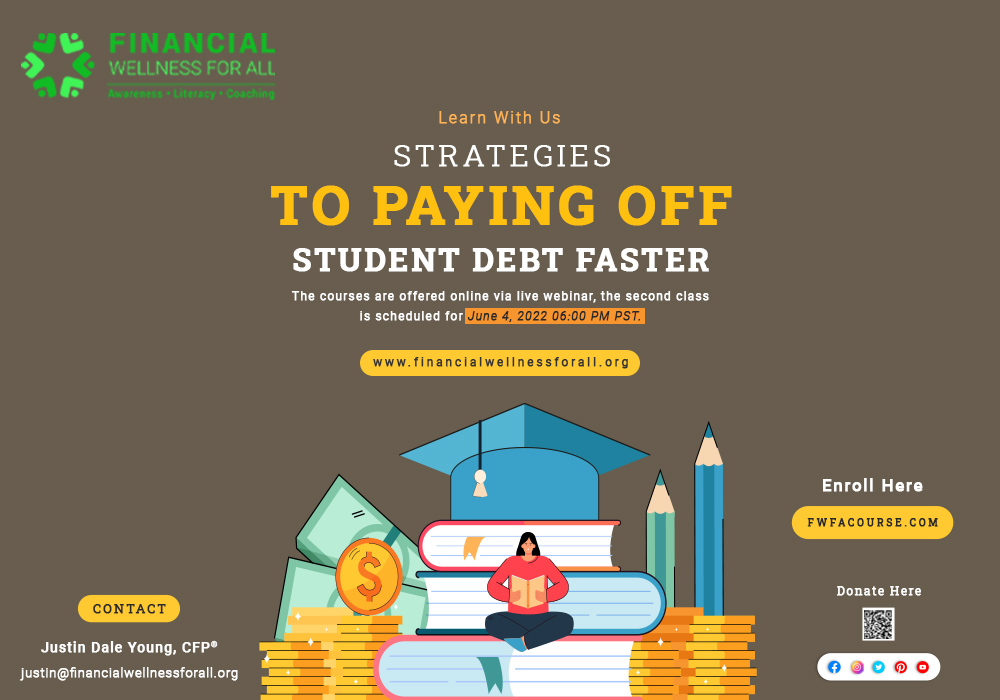 FINANCIAL
WELLNESS FOR ALL
Awareness • Literacy • Coaching
Learn With Us
STRATEGIES
TO PAYING OFF
STUDENT DEBT FASTER
The courses are offered online via live webinar, the second class
is scheduled for June 4, 2022 06:00 PM PST.
www.financialwellnessforall.org
$
Enroll Here
FWFACOURSE.COM
Donate Here
CONTACT
Justin Dale Young, CFP®
justin@financialwellnessforall.org